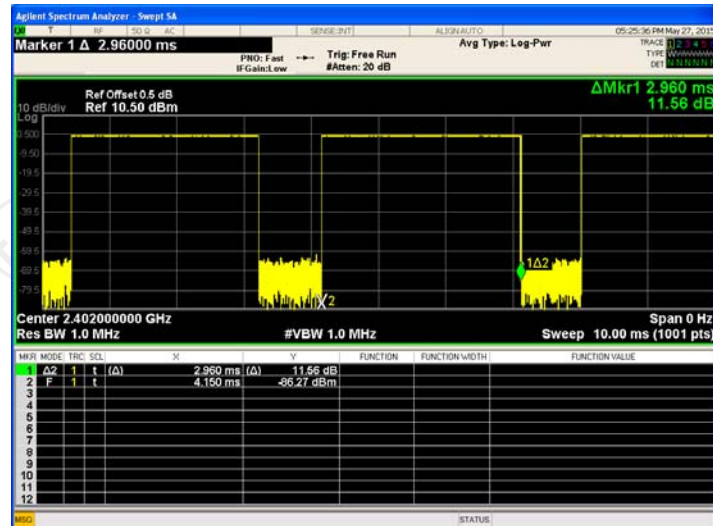 Agilent Spectrum Analyzer - Swept SA
T RF 50 Ω AC SENSE:INT ALIGNAUTO 05:25:36 PM May 27, 2015
Marker 1 Δ 2.96000 ms
PNO: Fast
IFGain:Low
Trig: Free Run
#Atten: 20 dB
Avg Type: Log-Pwr
TRACE 1 2 3 4 5 6
TYPE
DET N N N N N N
10 dB/div
Log
Ref Offset 0.5 dB
Ref 10.50 dBm
ΔMkr1 2.960 ms
11.56 dB
0.500
-9.50
-19.5
-29.5
-39.5
-49.5
-59.5
-69.5
-79.5
1Δ2
2
Center 2.402000000 GHz
Span 0 Hz
Res BW 1.0 MHz
#VBW 1.0 MHz
Sweep 10.00 ms (1001 pts)
MKR MODE TRC SCL X Y FUNCTION FUNCTION WIDTH FUNCTION VALUE
1 Δ2 1 t (Δ) 2.960 ms (Δ) 11.56 dB
2 F 1 t 4.150 ms -86.27 dBm
3
4
5
6
7
8
9
10
11
12
MSG STATUS